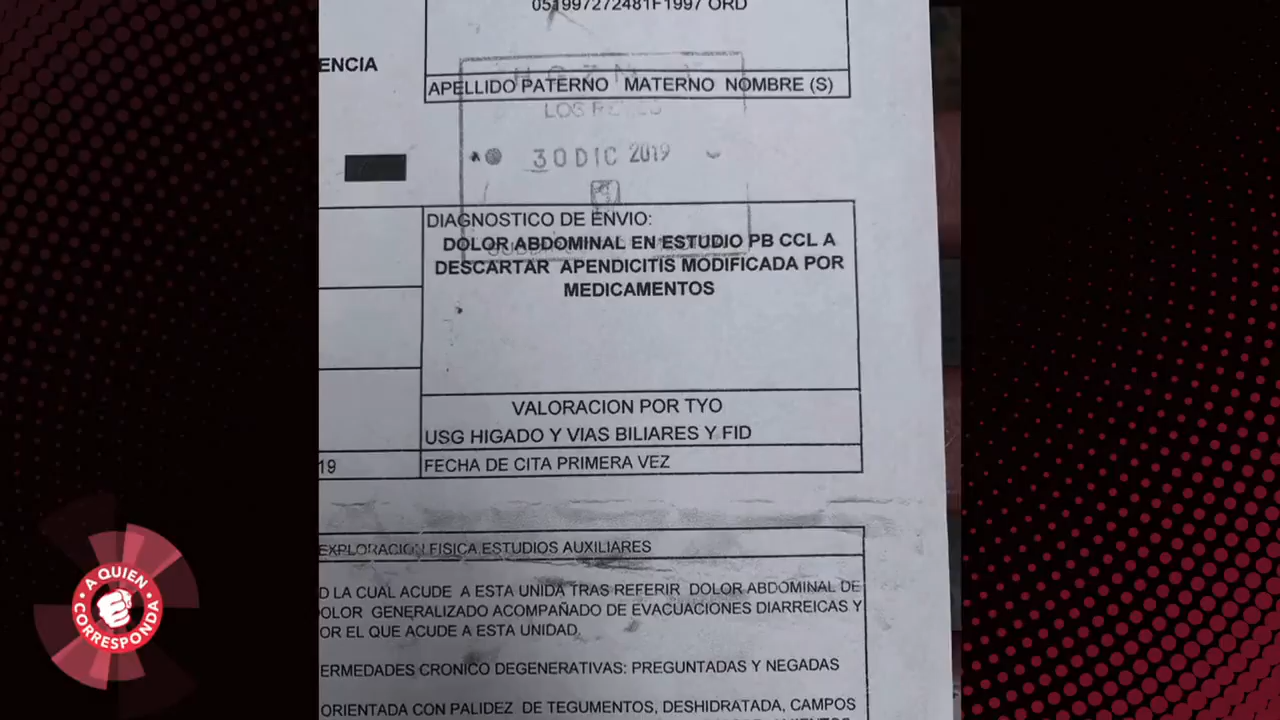 051997272481F1997 ORD
ENCIA
APELLIDO PATERNO MATERNO NOMBRE (S)
30 DIC 2019
DIAGNOSTICO DE ENVIO:
DOLOR ABDOMINAL EN ESTUDIO PB CCL A
DESCARTAR APENDICITIS MODIFICADA POR
MEDICAMENTOS
VALORACION POR TYO
USG HIGADO Y VIAS BILIARES Y FID
19
FECHA DE CITA PRIMERA VEZ
EXPLORACION FISICA.ESTUDIOS AUXILIARES
D LA CUAL ACUDE A ESTA UNIDA TRAS REFERIR DOLOR ABDOMINAL DE
OLOR GENERALIZADO ACOMPAÑADO DE EVACUACIONES DIARREICAS Y
OR EL QUE ACUDE A ESTA UNIDAD,
ERMEDADES CRONICO DEGENERATIVAS: PREGUNTADAS Y NEGADAS
ORIENTADA CON PALIDEZ DE TEGUMENTOS, DESHIDRATADA, CAMPOS
A QUIEN
CORRESPONDA